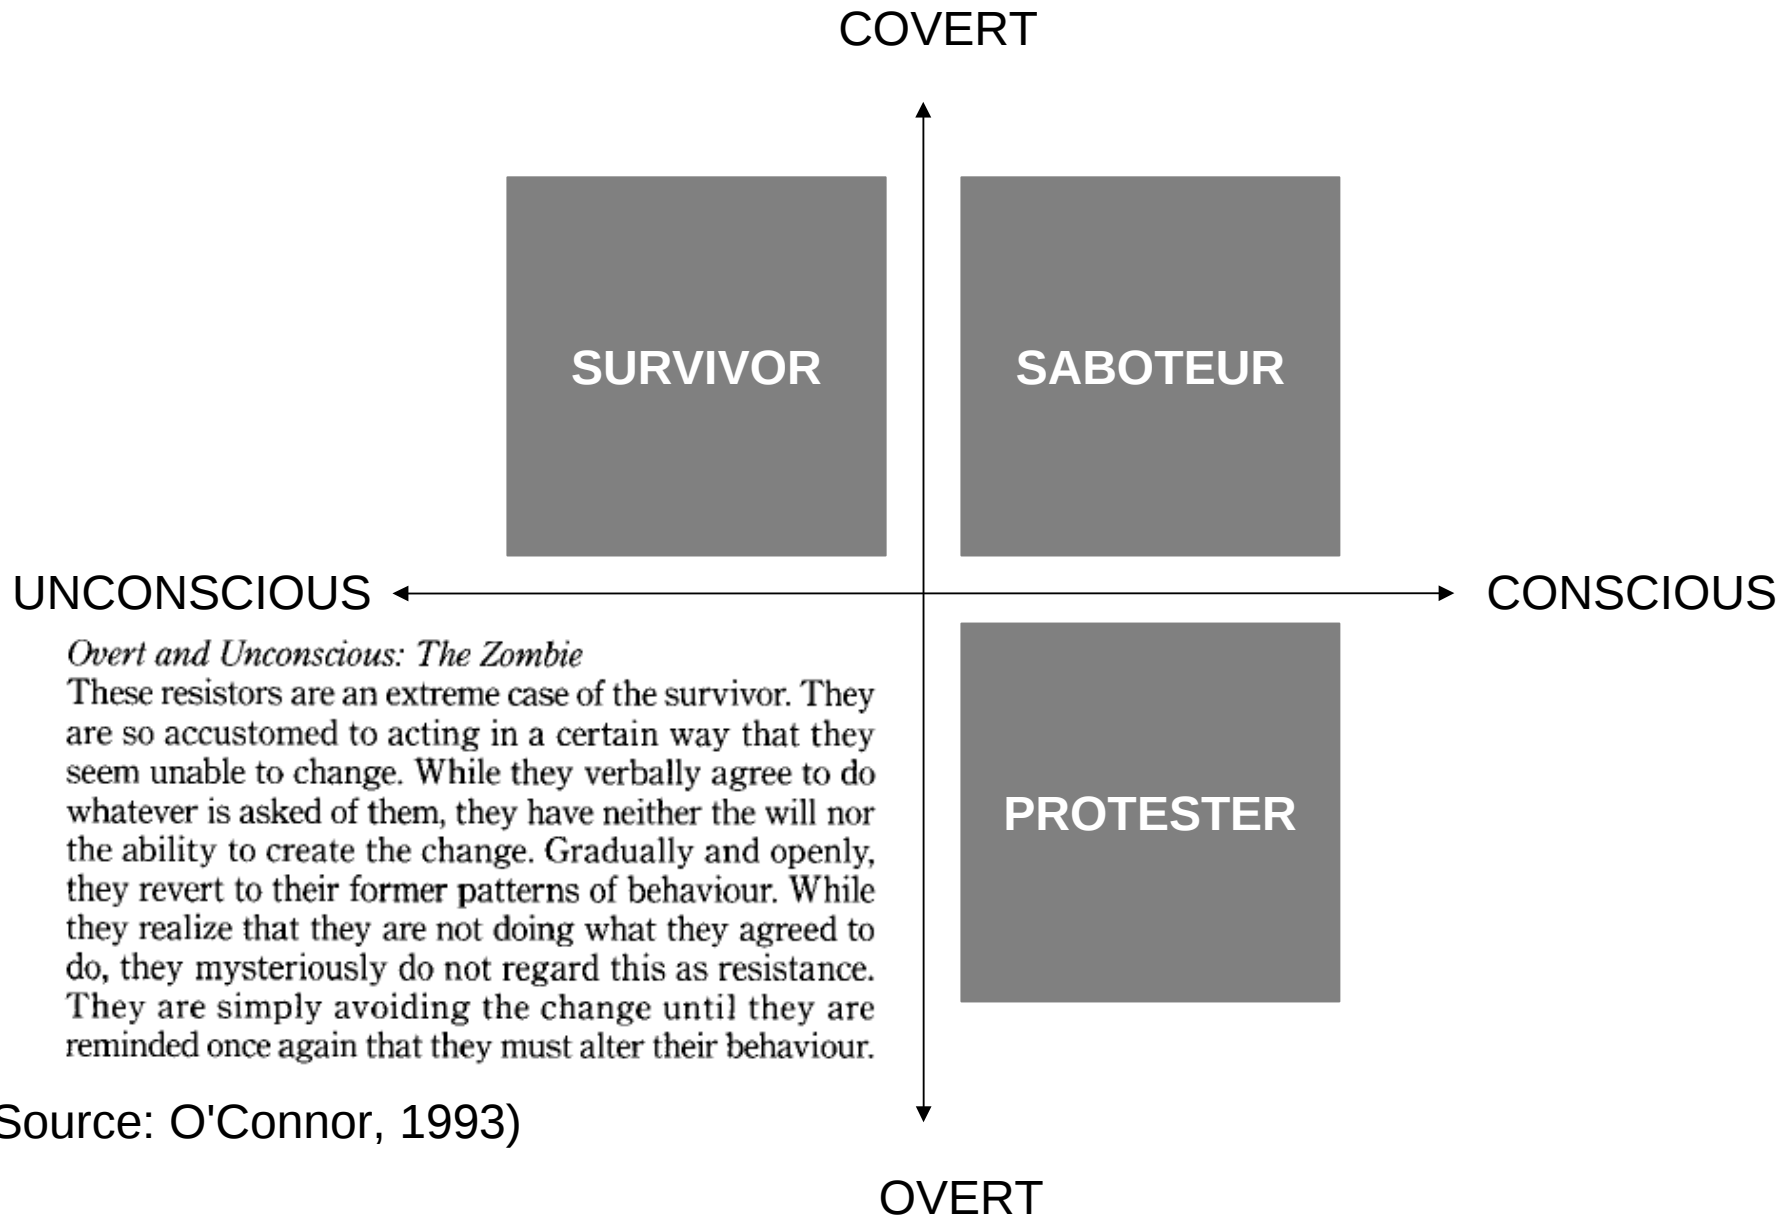 COVERT
SURVIVOR
SABOTEUR
UNCONSCIOUS
CONSCIOUS
Overt and Unconscious: The Zombie
These resistors are an extreme case of the survivor. They
are so accustomed to acting in a certain way that they
seem unable to change. While they verbally agree to do
whatever is asked of them, they have neither the will nor
the ability to create the change. Gradually and openly,
they revert to their former patterns of behaviour. While
they realize that they are not doing what they agreed to
do, they mysteriously do not regard this as resistance.
They are simply avoiding the change until they are
reminded once again that they must alter their behaviour.
PROTESTER
Source: O'Connor, 1993)
OVERT